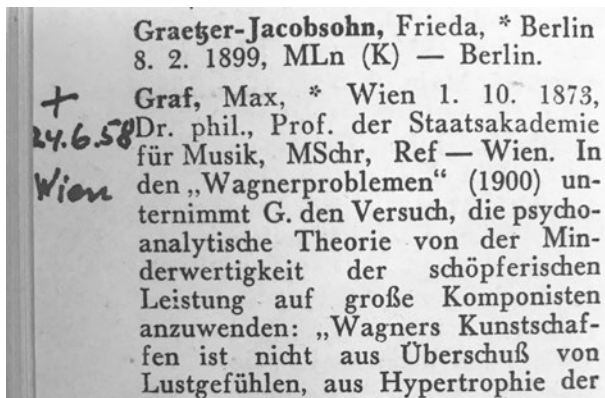 Graetzer-Jacobsohn, Frieda, * Berlin
8. 2. 1899, MLn (K) — Berlin.
+
24.6.58
Wien
Graf, Max, * Wien 1. 10. 1873,
Dr. phil., Prof. der Staatsakademie
für Musik, MSchr, Ref — Wien. In
den „Wagnerproblemen“ (1900) un-
ternimmt G. den Versuch, die psycho-
analytische Theorie von der Min-
derwertigkeit der schöpferischen
Leistung auf große Komponisten
anzuwenden: „Wagners Kunstschaf-
fen ist nicht aus Überschuß von
Lustgefühlen, aus Hypertrophie der